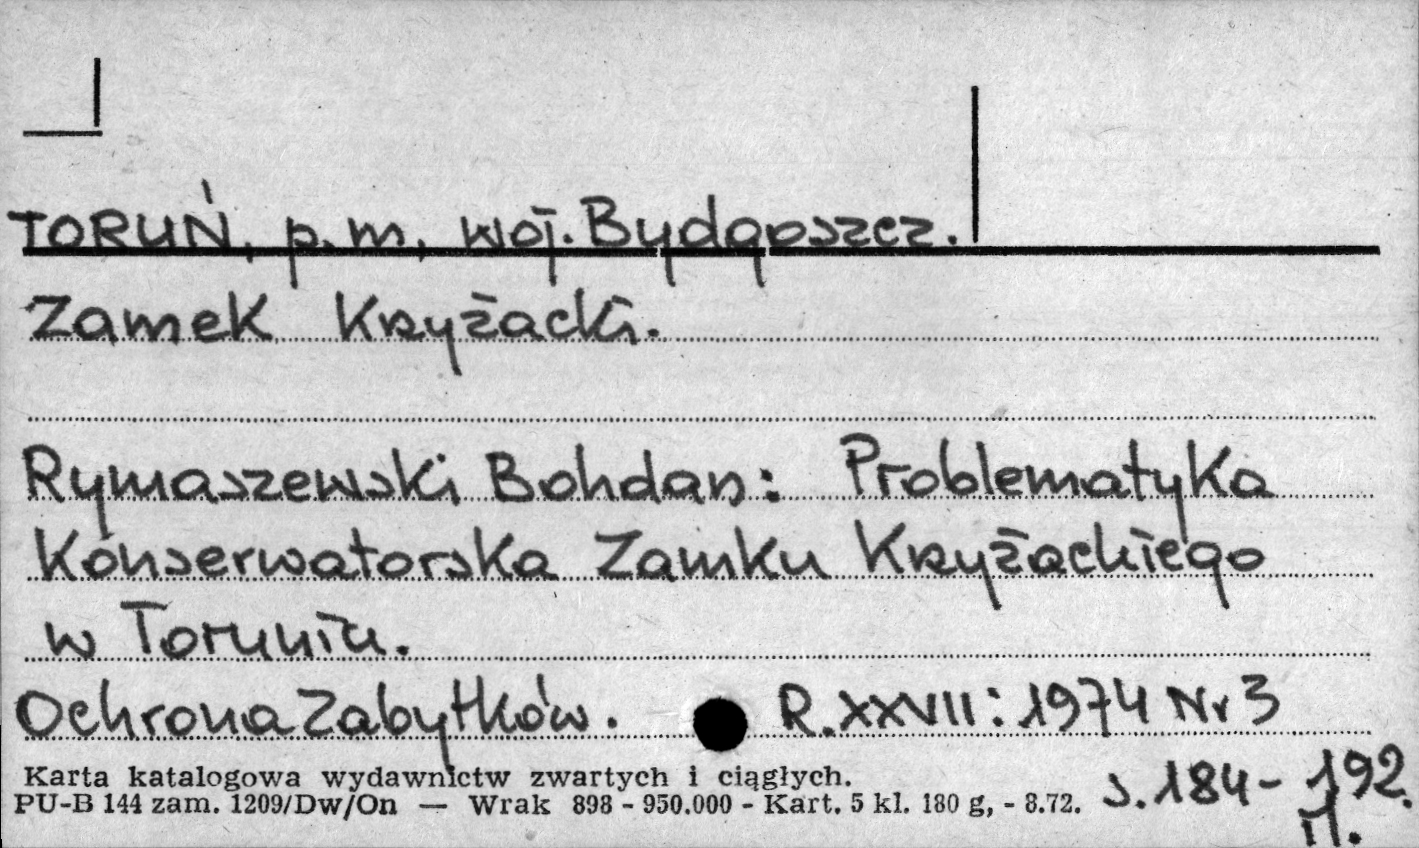 TORUŃ, p.m, woj. Bydgoszcz.
Zamek Krzyżacki.
Rymaszewski Bohdan: Problematyka
Konserwatorska Zamku Krzyżackiego
w Toruniu.
Ochrona Zabytków. R.XXVII: 1974 Nr 3
s. 184-192.
Karta katalogowa wydawnictw zwartych i ciągłych.
PU-B 144 zam. 1209/Dw/On — Wrak 898 - 950.000 - Kart. 5 kl. 180 g, - 8.72.